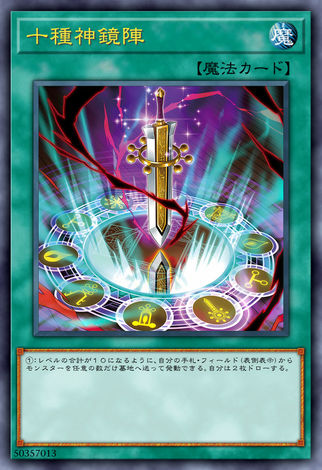 十種神鏡陣
魔
【魔法カード】
①:レベルの合計が10になるように、自分の手札・フィールド(表側表示)から
モンスターを任意の数だけ墓地へ送って発動できる。自分は2枚ドローする。
50357013